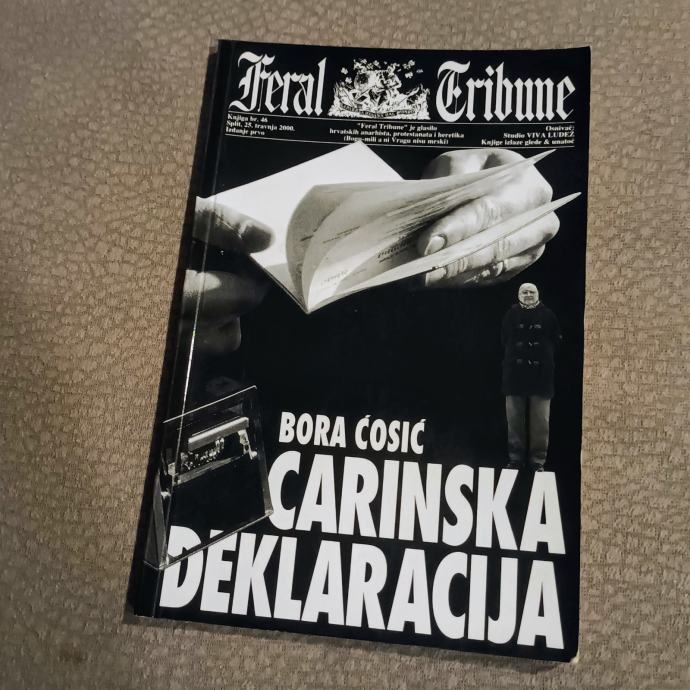 Feral Tribune
Knjiga br. 46
Split, 25. travnja 2000.
Izdanje prvo
"Feral Tribune" je glasilo
hrvatskih anarhista, protestanata i heretika
(Bogu-mili a ni Vragu nisu mrski)
Osnivač:
Studio VIVA LUDEŽ
Knjige izlaze glede & unatoč
BORA ĆOSIĆ
CARINSKA
DEKLARACIJA